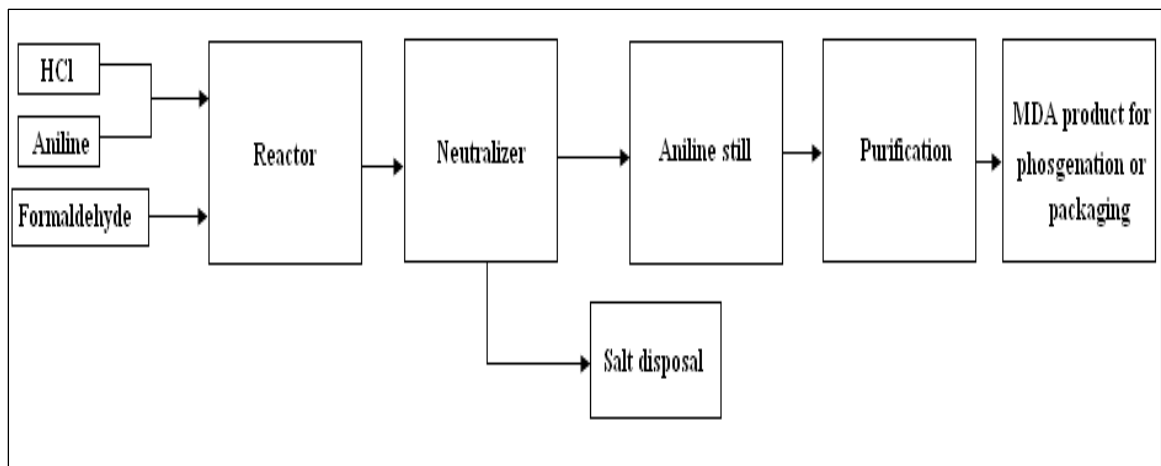 HCl
Aniline
Formaldehyde
Reactor
Neutralizer
Salt disposal
Aniline still
Purification
MDA product for
phosgenation or
packaging